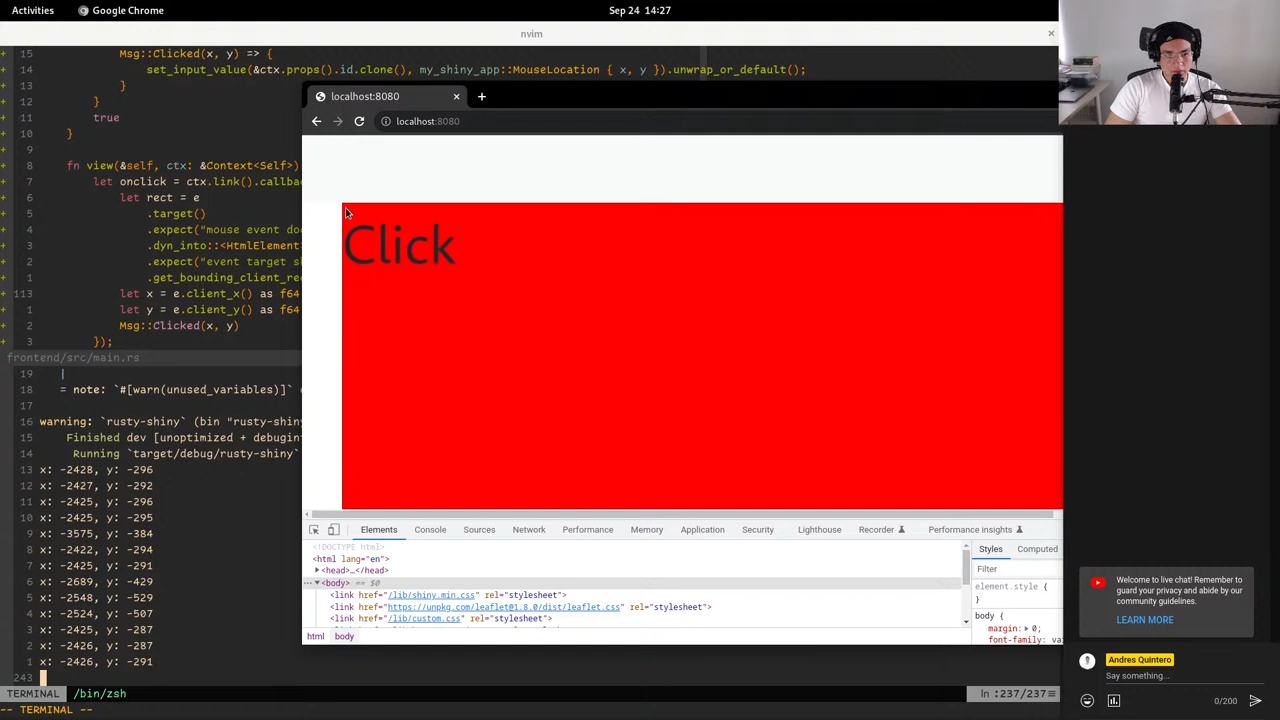 Activities
Google Chrome
Sep 24 14:27
nvim
+ 15 Msg::Clicked(x, y) => {
+ 14 set_input_value(&ctx.props().id.clone(), my_shiny_app::MouseLocation { x, y }).unwrap_or_default();
+ 13 }
+ 12 }
+ 11 true
+ 10 }
+ 9
+ 8 fn view(&self, ctx: &Context<Self>)
+ 7 let onclick = ctx.link().callba
+ 6 let rect = e
+ 5 .target()
+ 4 .expect("mouse event do
+ 3 .dyn_into::<HtmlElement
+ 2 .expect("event target s
+ 1 .get_bounding_client_re
+ 113 let x = e.client_x() as f64
+ 1 let y = e.client_y() as f64
+ 2 Msg::Clicked(x, y)
+ 3 });
frontend/src/main.rs
19 |
18 = note: `#[warn(unused_variables)]`
17
16 warning: `rusty-shiny` (bin "rusty-shiny
15 Finished dev [unoptimized + debuginf
14 Running `target/debug/rusty-shiny`
13 x: -2428, y: -296
12 x: -2427, y: -292
11 x: -2425, y: -296
10 x: -2425, y: -295
9 x: -3575, y: -384
8 x: -2422, y: -294
7 x: -2425, y: -291
6 x: -2689, y: -429
5 x: -2548, y: -529
4 x: -2524, y: -507
3 x: -2425, y: -287
2 x: -2426, y: -287
1 x: -2426, y: -291
243
TERMINAL /bin/zsh
ln :237/237
-- TERMINAL --
localhost:8080
localhost:8080
Click
Elements Console Sources Network Performance Memory Application Security Lighthouse Recorder Performance insights
<!DOCTYPE html>
<html lang="en">
<head>…</head>
<body> == $0
<link href="/lib/shiny.min.css" rel="stylesheet">
<link href="https://unpkg.com/leaflet@1.8.0/dist/leaflet.css" rel="stylesheet">
<link href="/lib/custom.css" rel="stylesheet">
html body
Styles Computed
Filter
element.style {
}
body {
margin: 0;
font-family: va
Welcome to live chat! Remember to
guard your privacy and abide by our
community guidelines.
LEARN MORE
Andres Quintero
Say something...
0/200